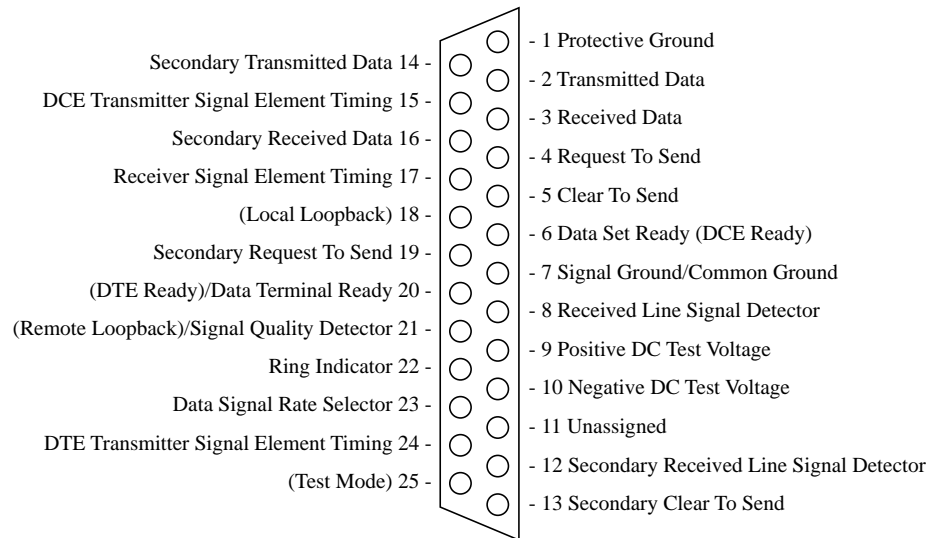 - 1 Protective Ground
Secondary Transmitted Data 14 -
- 2 Transmitted Data
DCE Transmitter Signal Element Timing 15 -
- 3 Received Data
Secondary Received Data 16 -
- 4 Request To Send
Receiver Signal Element Timing 17 -
- 5 Clear To Send
(Local Loopback) 18 -
- 6 Data Set Ready (DCE Ready)
Secondary Request To Send 19 -
- 7 Signal Ground/Common Ground
(DTE Ready)/Data Terminal Ready 20 -
- 8 Received Line Signal Detector
(Remote Loopback)/Signal Quality Detector 21 -
- 9 Positive DC Test Voltage
Ring Indicator 22 -
- 10 Negative DC Test Voltage
Data Signal Rate Selector 23 -
- 11 Unassigned
DTE Transmitter Signal Element Timing 24 -
- 12 Secondary Received Line Signal Detector
(Test Mode) 25 -
- 13 Secondary Clear To Send